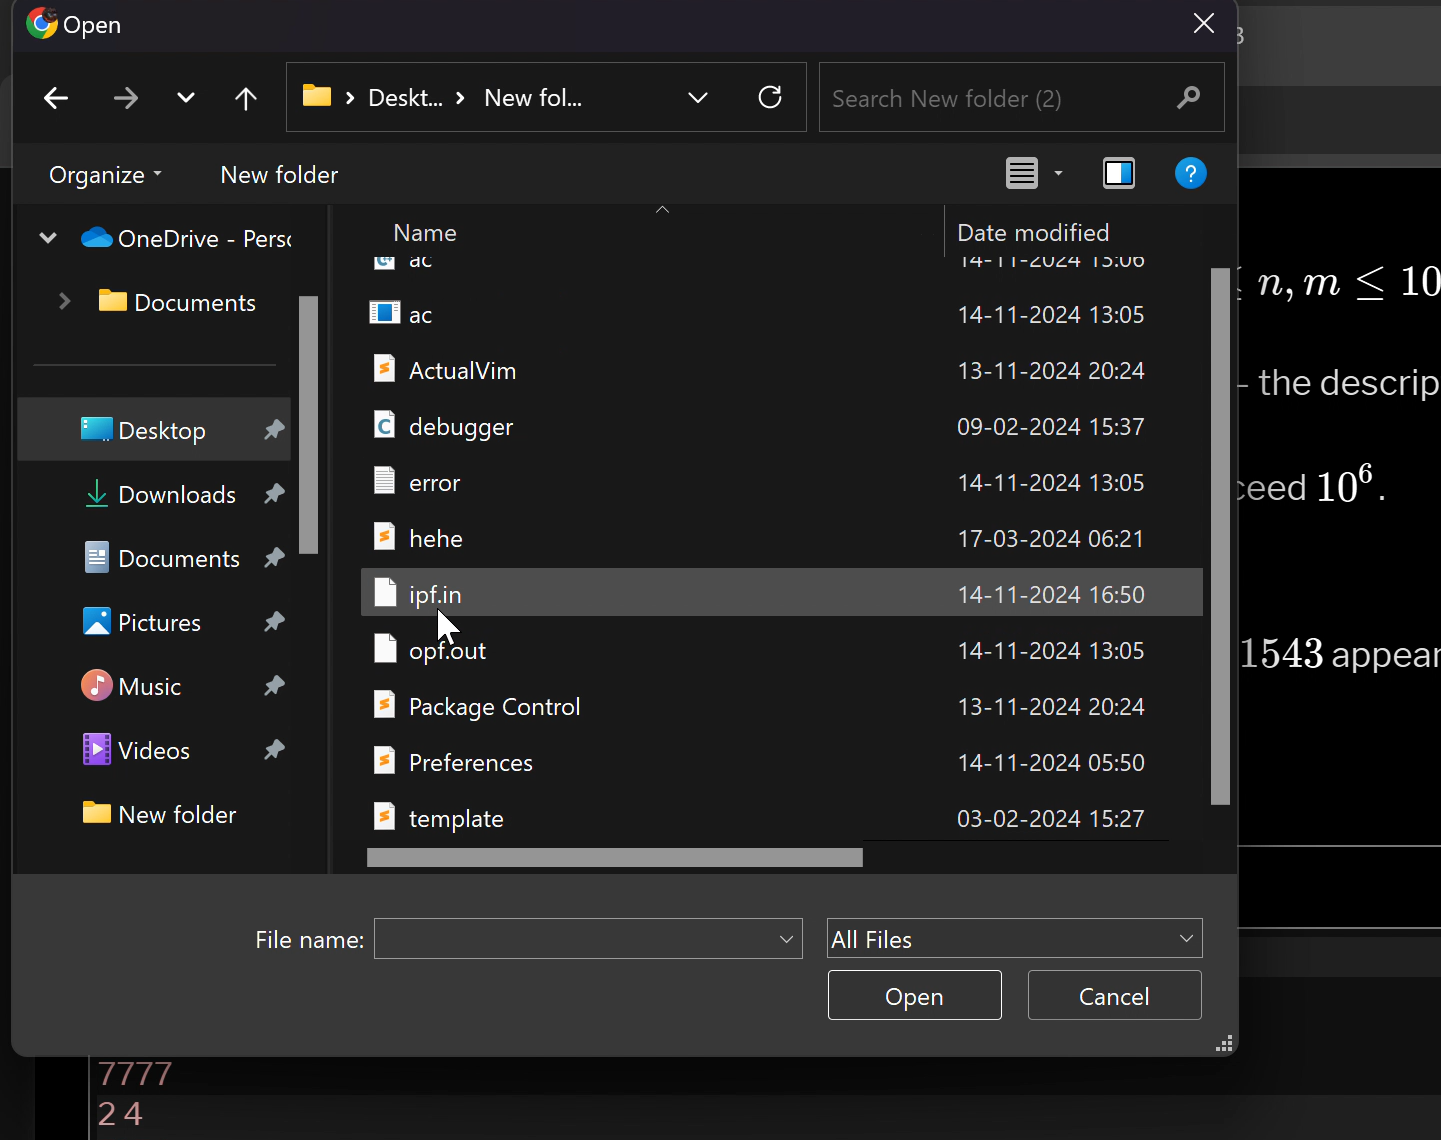 Open
3
Deskt... New fol...
Search New folder (2)
Organize New folder
?
OneDrive - Pers
Name Date modified
ac 14-11-2024 13:06
n, m ≤ 10
Documents
ac 14-11-2024 13:05
ActualVim 13-11-2024 20:24
- the descrip
Desktop
debugger 09-02-2024 15:37
Downloads
error 14-11-2024 13:05
ceed 10⁶.
Documents
hehe 17-03-2024 06:21
ipf.in 14-11-2024 16:50
Pictures
opf.out 14-11-2024 13:05
1543 appear
Music
Package Control 13-11-2024 20:24
Videos
Preferences 14-11-2024 05:50
New folder
template 03-02-2024 15:27
File name: All Files
Open Cancel
7777
2 4